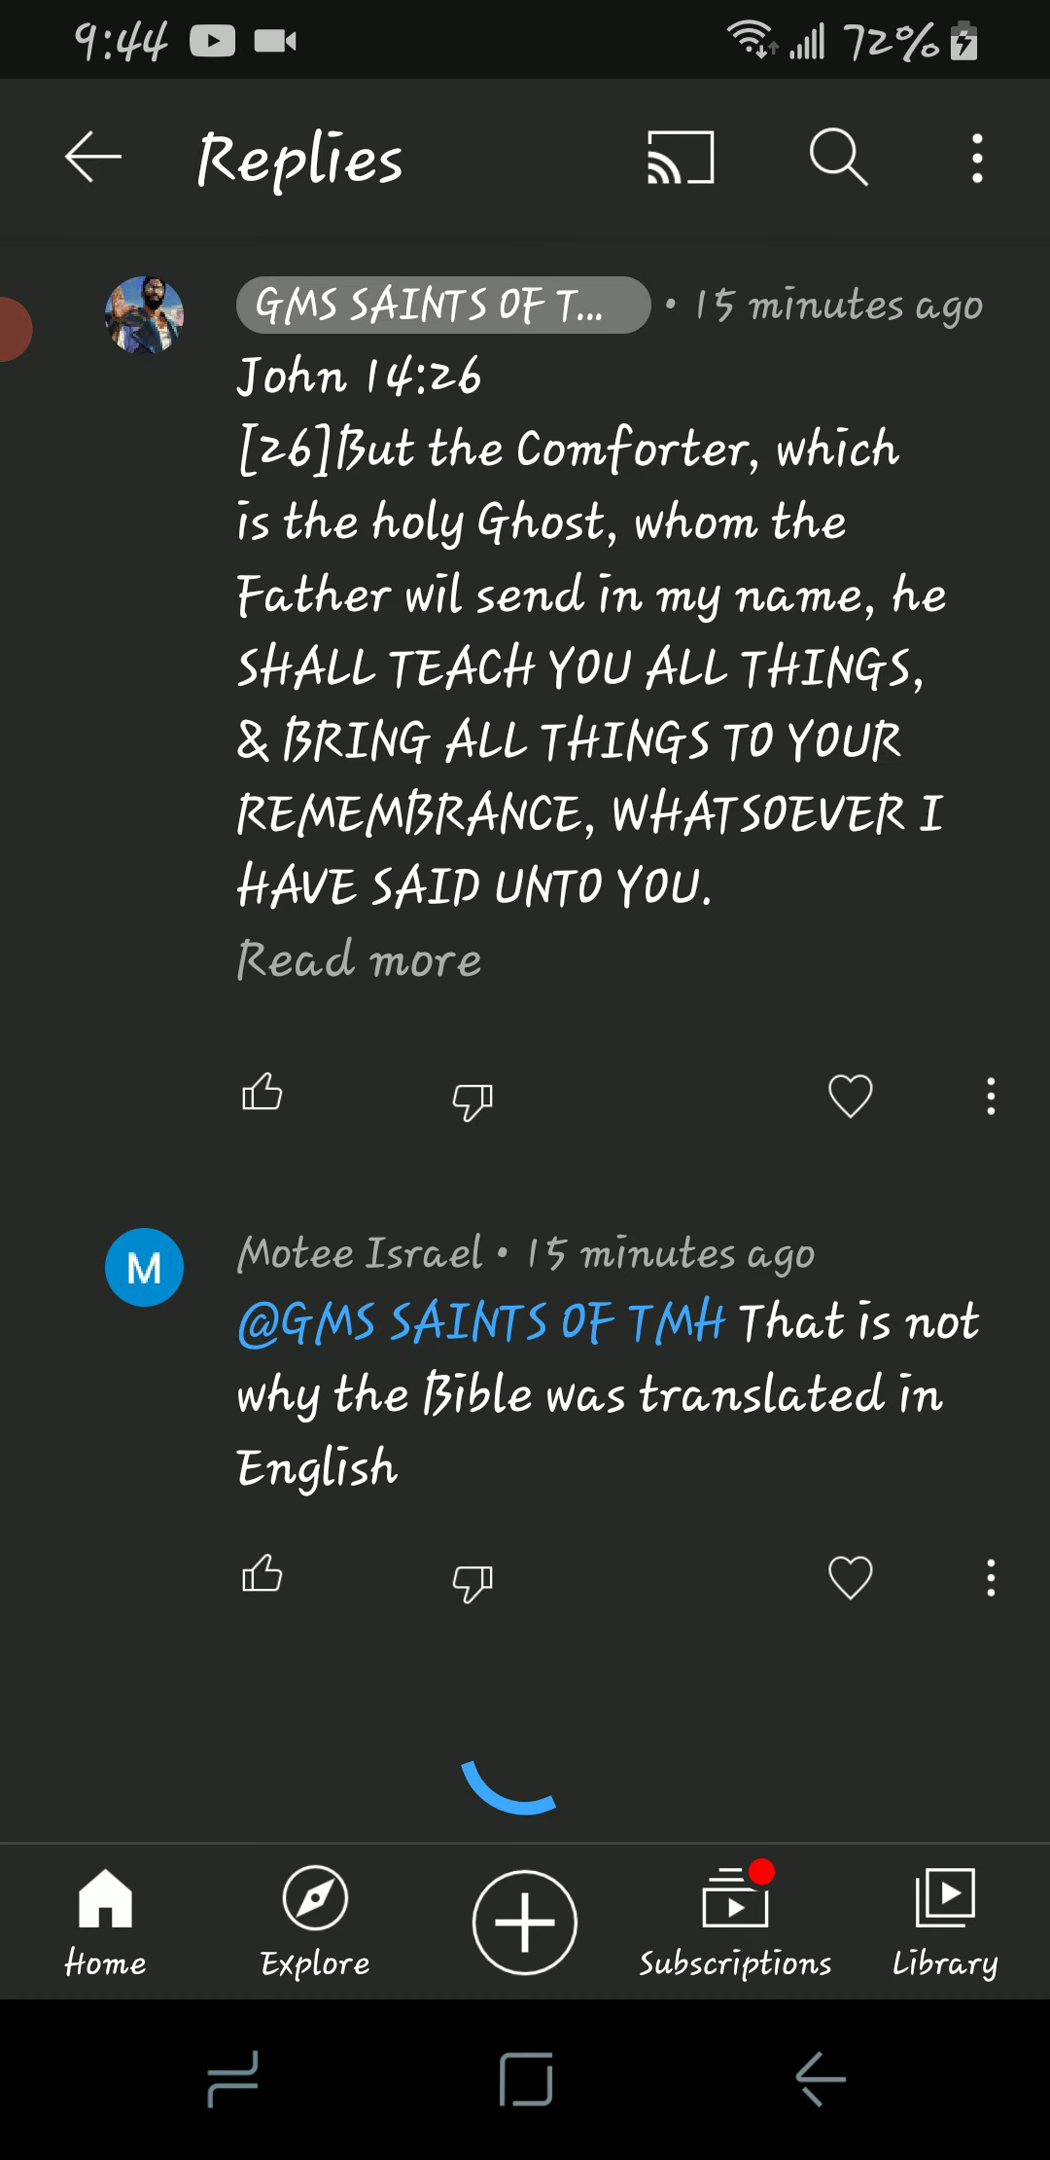 9:44 72%
Replies
GMS SAINTS OF T... • 15 minutes ago
John 14:26
[26]But the Comforter, which
is the holy Ghost, whom the
Father wil send in my name, he
SHALL TEACH YOU ALL THINGS,
& BRING ALL THINGS TO YOUR
REMEMBRANCE, WHATSOEVER I
HAVE SAID UNTO YOU.
Read more
M
Motee Israel • 15 minutes ago
@GMS SAINTS OF TMH That is not
why the Bible was translated in
English
Home Explore Subscriptions Library